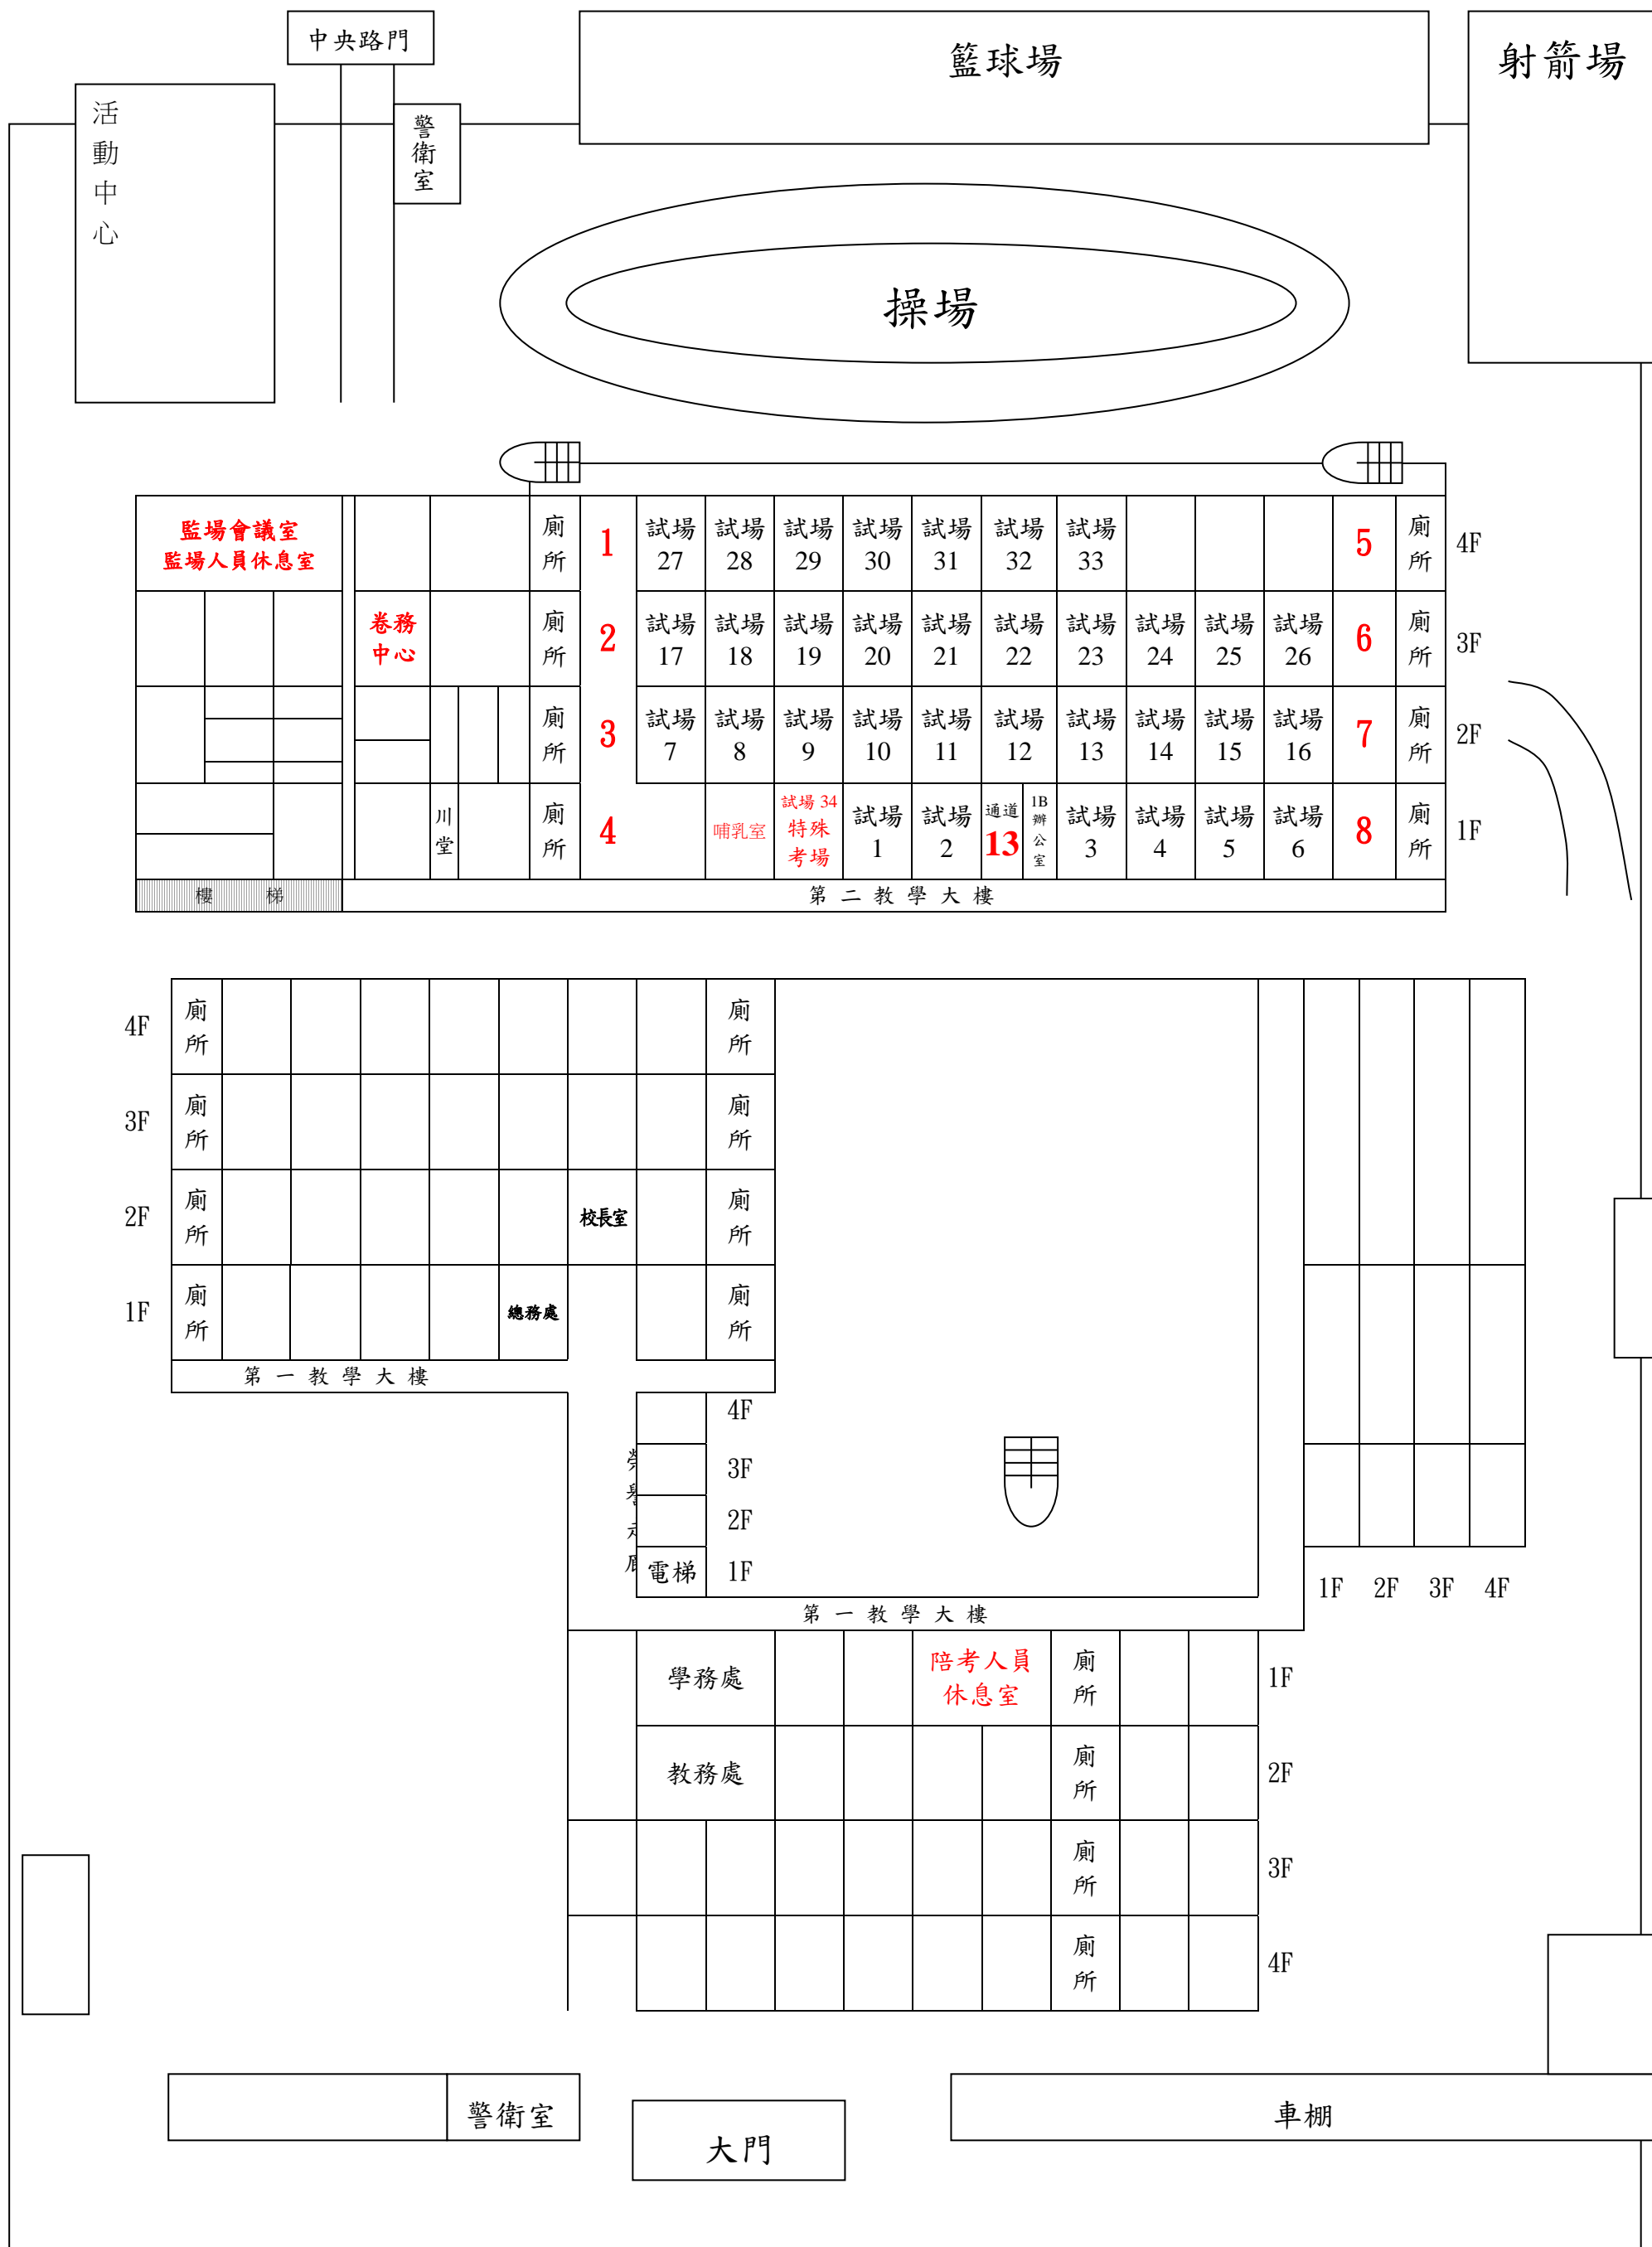 中央路門
籃球場
射箭場
活動中心
警衛室
操場
監場會議室
監場人員休息室
廁所
1
試場
27
試場
28
試場
29
試場
30
試場
31
試場
32
試場
33
5
廁所
4F
卷務
中心
廁所
2
試場
17
試場
18
試場
19
試場
20
試場
21
試場
22
試場
23
試場
24
試場
25
試場
26
6
廁所
3F
廁所
3
試場
7
試場
8
試場
9
試場
10
試場
11
試場
12
試場
13
試場
14
試場
15
試場
16
7
廁所
2F
川堂
廁所
4
哺乳室
試場 34
特殊
考場
試場
1
試場
2
通道
13
1B
辦公室
試場
3
試場
4
試場
5
試場
6
8
廁所
1F
樓 梯
第 二 教 學 大 樓
4F
廁所
廁所
3F
廁所
廁所
2F
廁所
校長室
廁所
1F
廁所
總務處
廁所
第 一 教 學 大 樓
4F
3F
2F
電梯
1F
1F 2F 3F 4F
第 一 教 學 大 樓
學務處
陪考人員
休息室
廁所
1F
教務處
廁所
2F
廁所
3F
廁所
4F
警衛室
大門
車棚